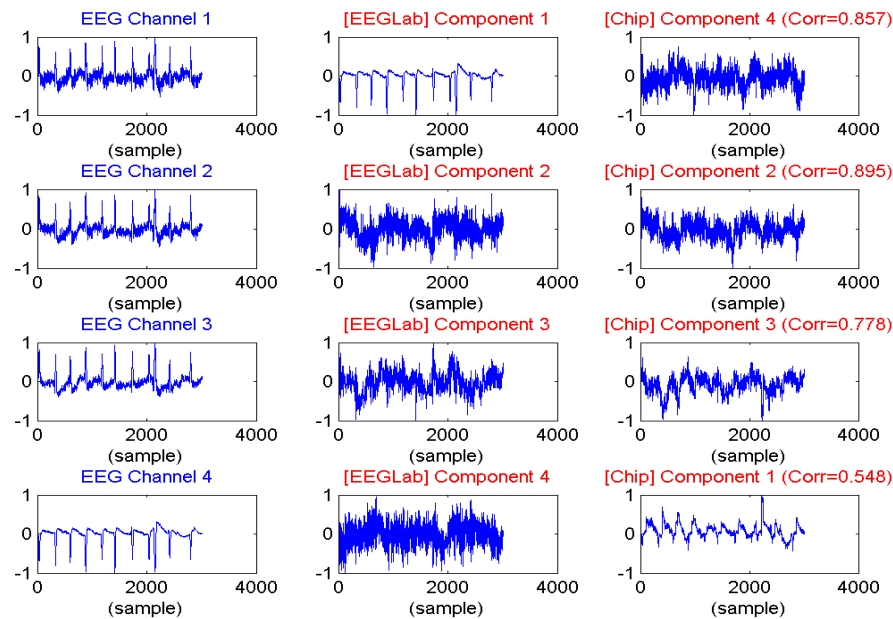 EEG Channel 1
[EEGLab] Component 1
[Chip] Component 4 (Corr=0.857)
1
0
-1
0 2000 4000
(sample)
1
0
-1
0 2000 4000
(sample)
1
0
-1
0 2000 4000
(sample)
EEG Channel 2
[EEGLab] Component 2
[Chip] Component 2 (Corr=0.895)
1
0
-1
0 2000 4000
(sample)
1
0
-1
0 2000 4000
(sample)
1
0
-1
0 2000 4000
(sample)
EEG Channel 3
[EEGLab] Component 3
[Chip] Component 3 (Corr=0.778)
1
0
-1
0 2000 4000
(sample)
1
0
-1
0 2000 4000
(sample)
1
0
-1
0 2000 4000
(sample)
EEG Channel 4
[EEGLab] Component 4
[Chip] Component 1 (Corr=0.548)
1
0
-1
0 2000 4000
(sample)
1
0
-1
0 2000 4000
(sample)
1
0
-1
0 2000 4000
(sample)